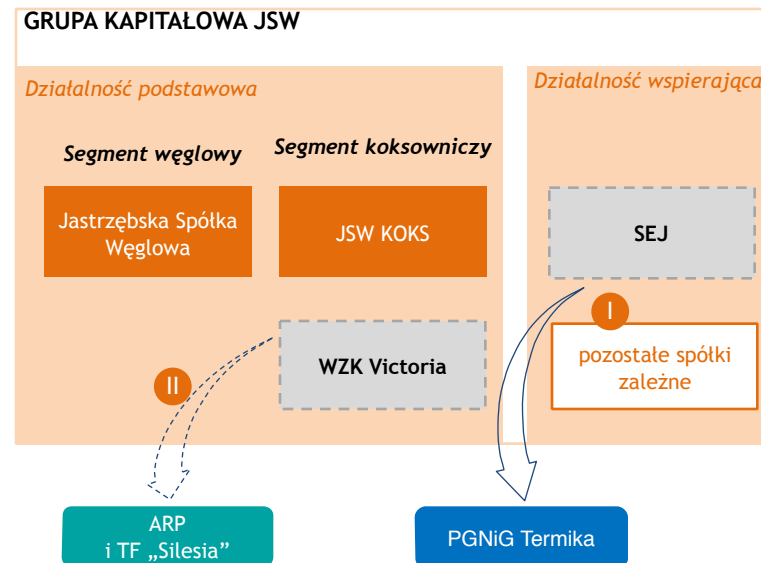 GRUPA KAPITAŁOWA JSW
Działalność podstawowa
Działalność wspierająca
Segment węglowy
Segment koksowniczy
Jastrzębska Spółka
Węglowa
JSW KOKS
SEJ
I
WZK Victoria
pozostałe spółki
zależne
II
ARP
i TF „Silesia”
PGNiG Termika